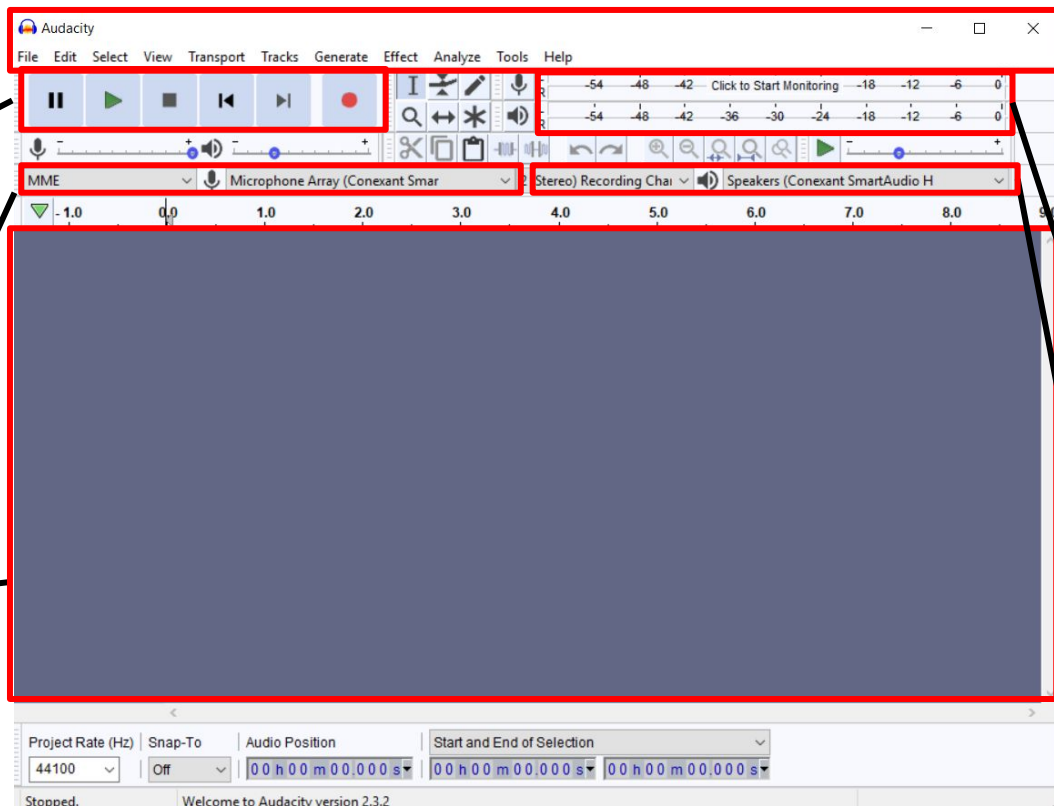 Audacity
File Edit Select View Transport Tracks Generate Effect Analyze Tools Help
-54 -48 -42 Click to Start Monitoring -18 -12 -6 0
R
-54 -48 -42 -36 -30 -24 -18 -12 -6 0
R
- + - + - +
MME Microphone Array (Conexant Smar 2 (Stereo) Recording Chai Speakers (Conexant SmartAudio H
- 1.0 0.0 1.0 2.0 3.0 4.0 5.0 6.0 7.0 8.0
Project Rate (Hz) Snap-To Audio Position Start and End of Selection
44100 Off 00 h 00 m 00.000 s 00 h 00 m 00.000 s 00 h 00 m 00.000 s
Stopped. Welcome to Audacity version 2.3.2